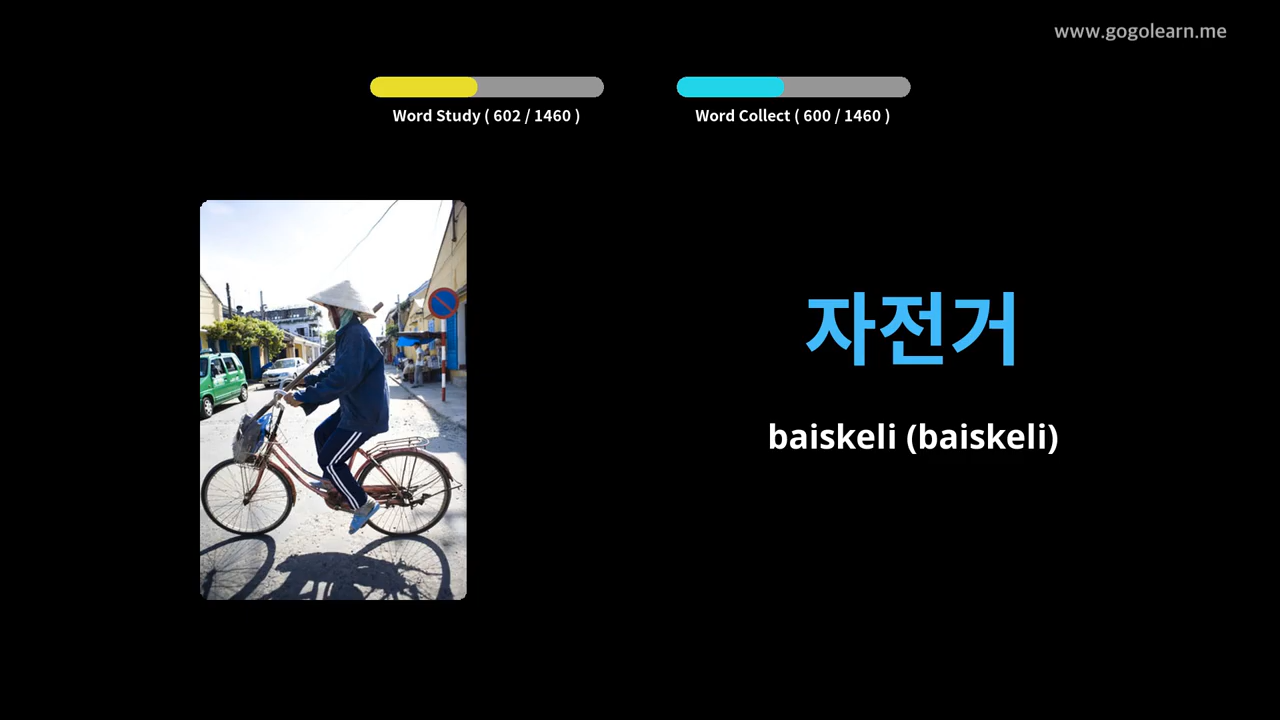 www.gogolearn.me
Word Study ( 602 / 1460 )
Word Collect ( 600 / 1460 )
자전거
baiskeli (baiskeli)